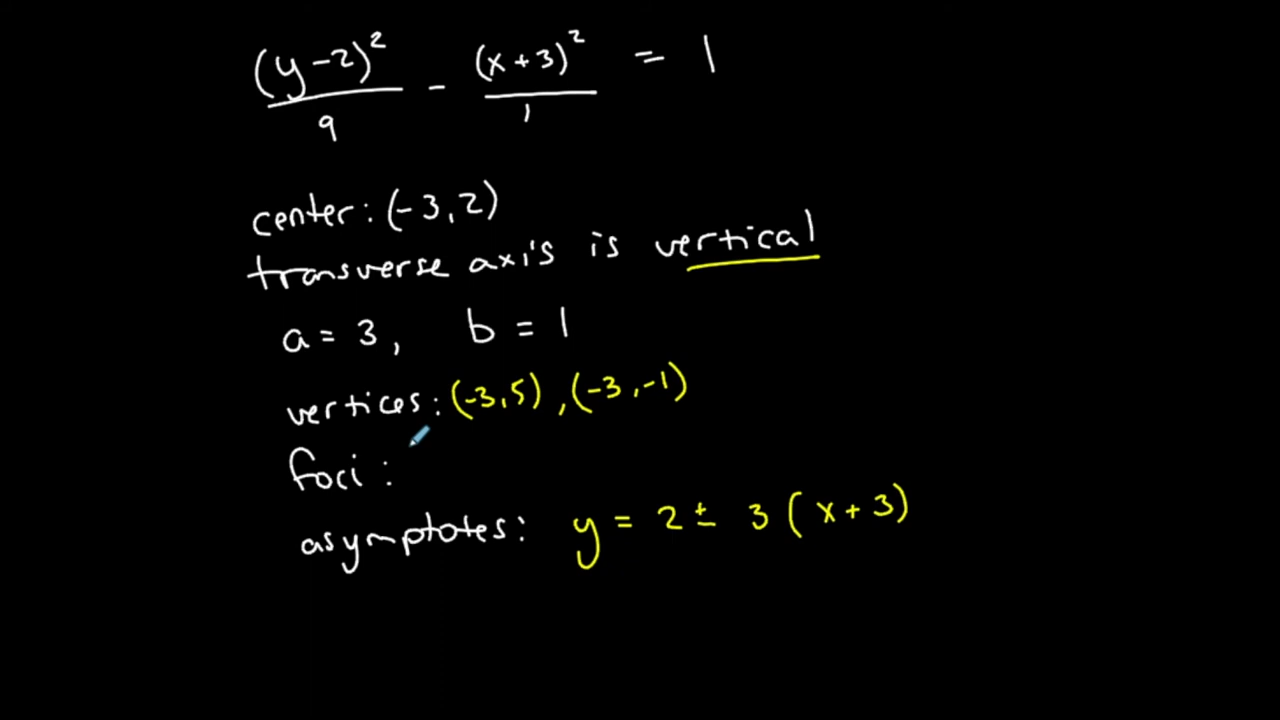 (y-2)²/9 - (x+3)²/1 = 1
center: (-3,2)
transverse axis is vertical
a = 3, b = 1
vertices: (-3,5), (-3,-1)
foci:
asymptotes: y = 2 ± 3(x+3)